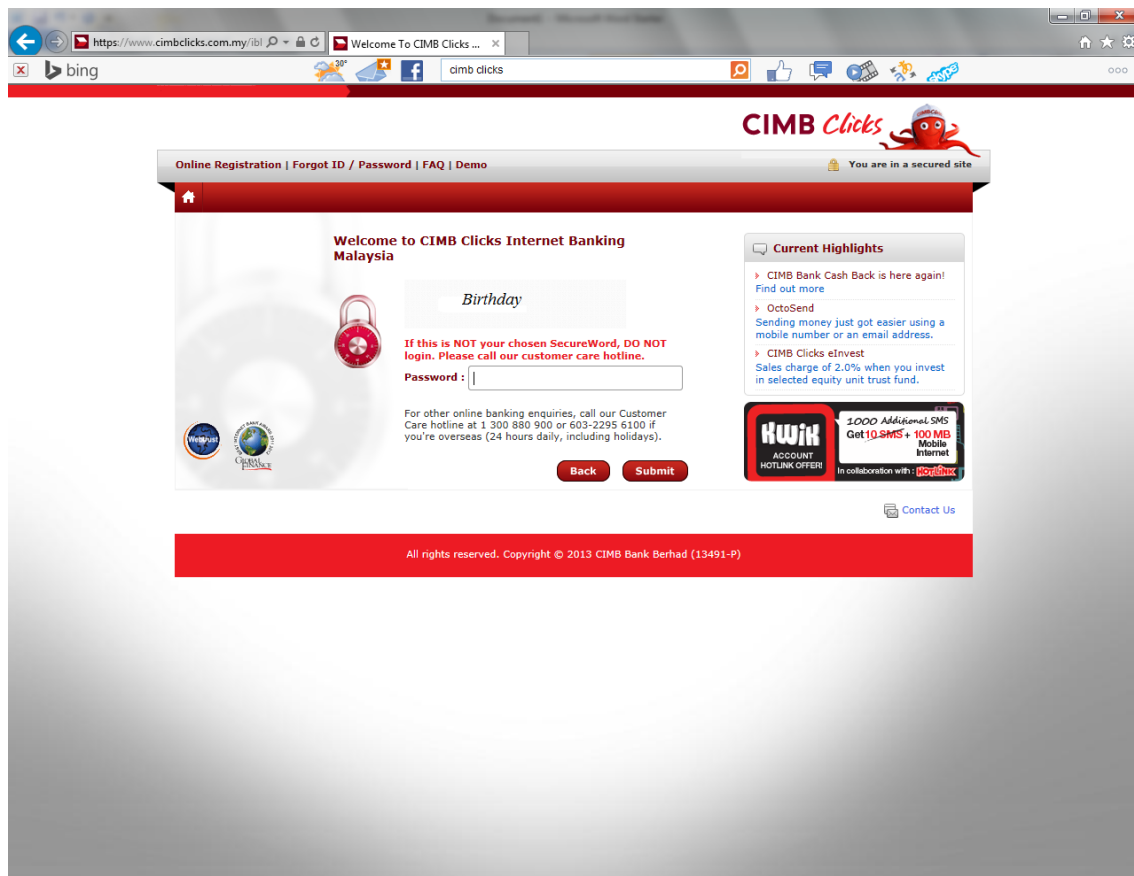 https://www.cimbclicks.com.my/ibl
Welcome To CIMB Clicks ...
bing
30°
cimb clicks
CIMB Clicks
Online Registration | Forgot ID / Password | FAQ | Demo
You are in a secured site
Welcome to CIMB Clicks Internet Banking
Malaysia
Birthday
If this is NOT your chosen SecureWord, DO NOT
login. Please call our customer care hotline.
Password :
For other online banking enquiries, call our Customer
Care hotline at 1 300 880 900 or 603-2295 6100 if
you're overseas (24 hours daily, including holidays).
Back
Submit
WebTrust
GLOBAL
FINANCE
Current Highlights
CIMB Bank Cash Back is here again!
Find out more
OctoSend
Sending money just got easier using a
mobile number or an email address.
CIMB Clicks eInvest
Sales charge of 2.0% when you invest
in selected equity unit trust fund.
KWIK
ACCOUNT
HOTLINK OFFER!
1000 Additional SMS
Get 10 SMS + 100 MB
Mobile
Internet
In collaboration with : HOTLINK
Contact Us
All rights reserved. Copyright © 2013 CIMB Bank Berhad (13491-P)